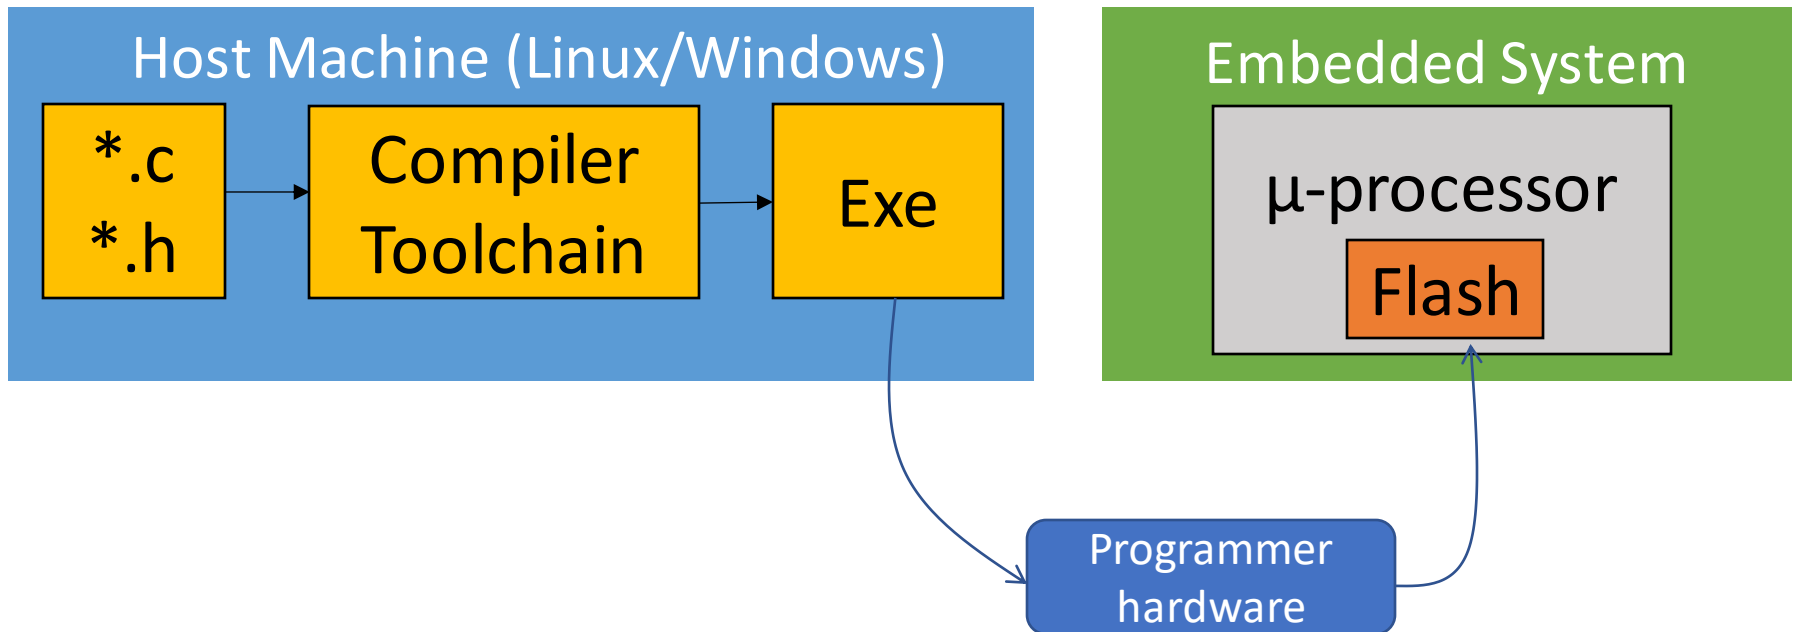 Host Machine (Linux/Windows)
*.c
*.h
Compiler
Toolchain
Exe
Embedded System
µ-processor
Flash
Programmer
hardware